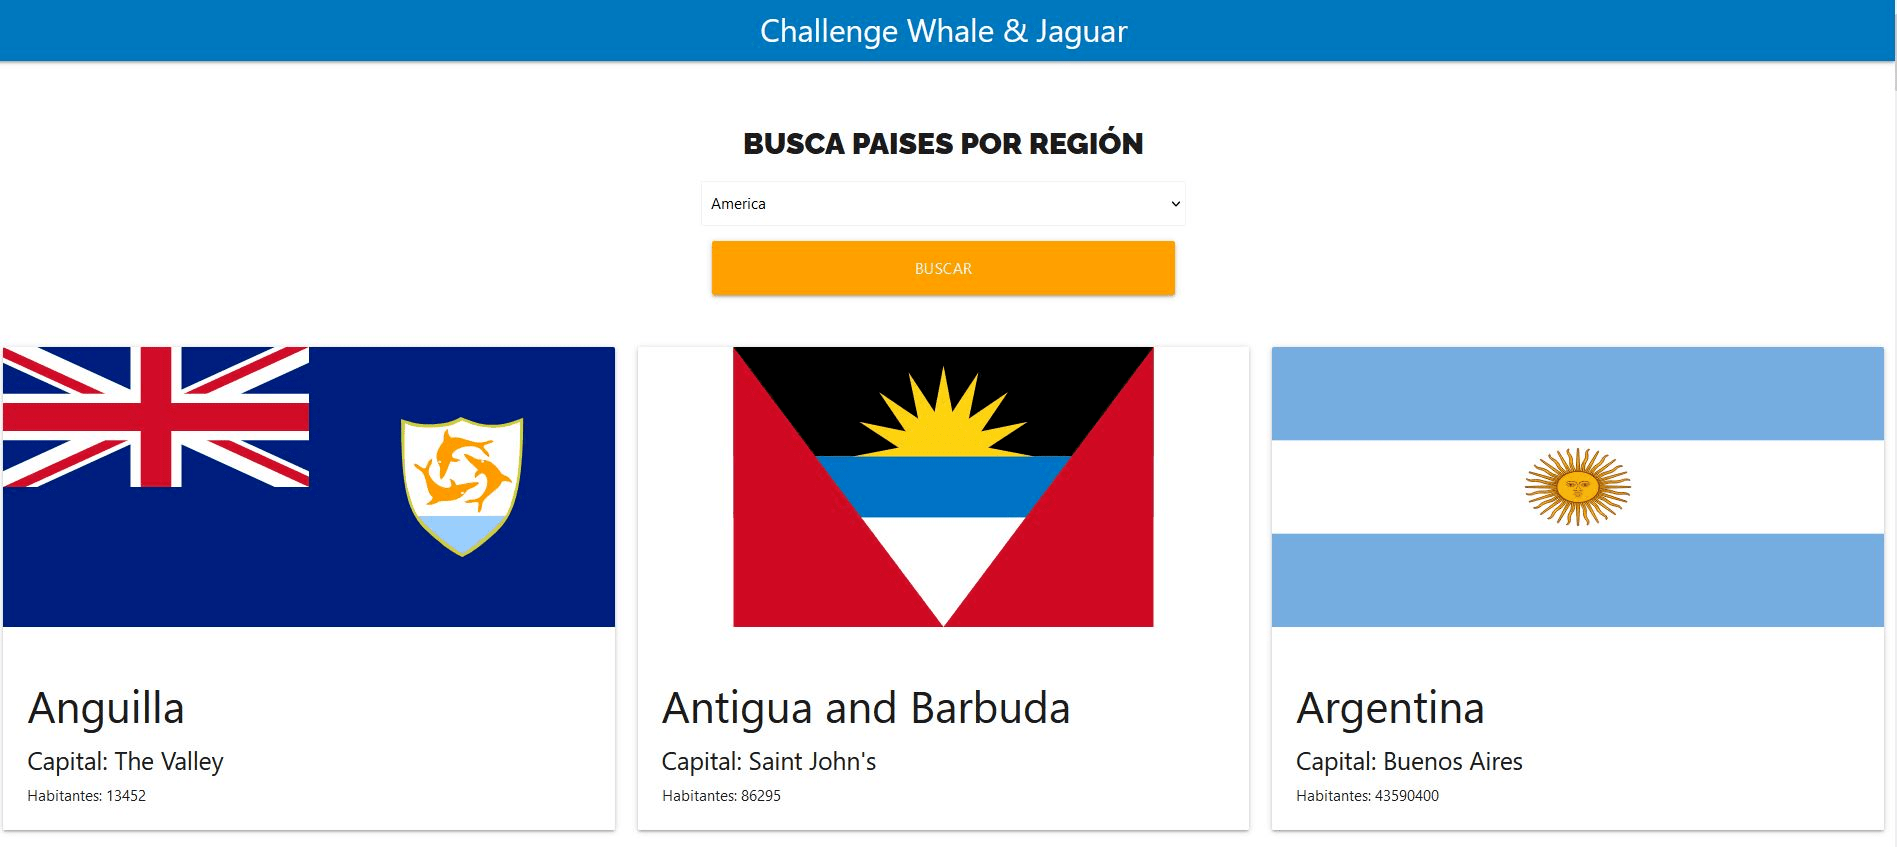 Challenge Whale & Jaguar
BUSCA PAISES POR REGIÓN
America
BUSCAR
Anguilla
Capital: The Valley
Habitantes: 13452
Antigua and Barbuda
Capital: Saint John's
Habitantes: 86295
Argentina
Capital: Buenos Aires
Habitantes: 43590400